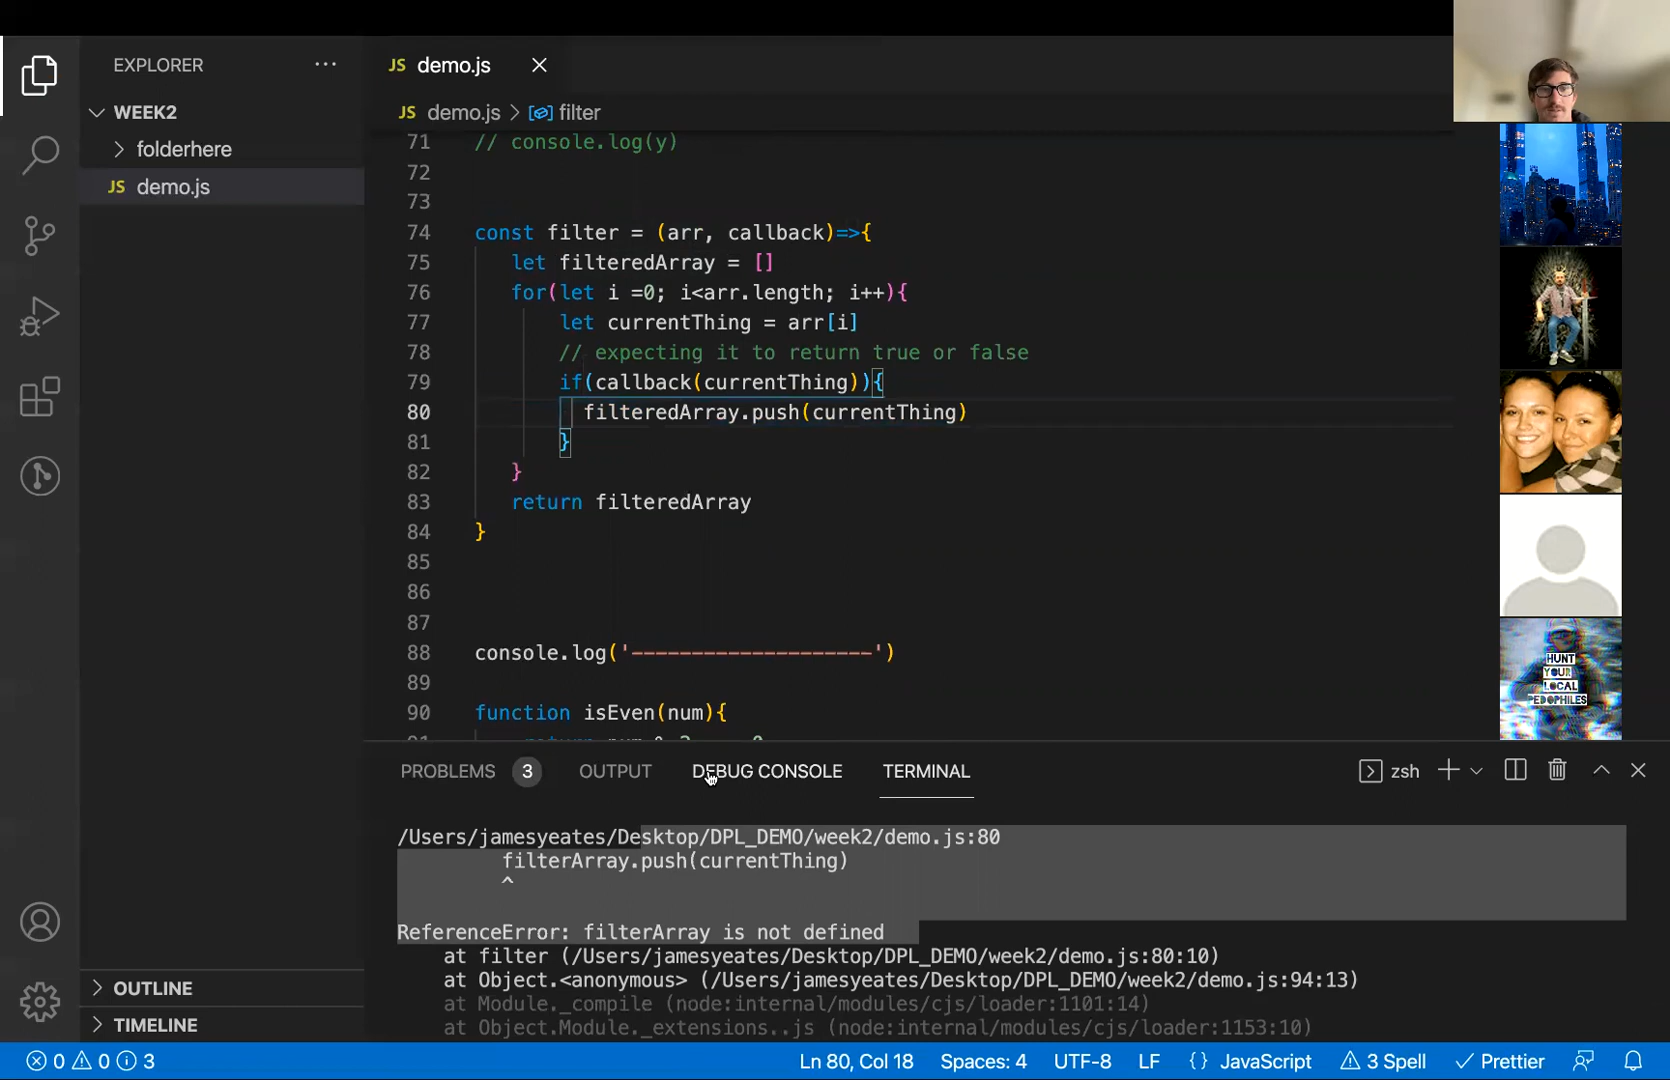 EXPLORER ...
WEEK2
folderhere
JS demo.js
JS demo.js
JS demo.js > filter
71 // console.log(y)
72
73
74 const filter = (arr, callback)=>{
75 let filteredArray = []
76 for(let i =0; i<arr.length; i++){
77 let currentThing = arr[i]
78 // expecting it to return true or false
79 if(callback(currentThing)){
80 filteredArray.push(currentThing)
81 }
82 }
83 return filteredArray
84 }
85
86
87
88 console.log('--------------------')
89
90 function isEven(num){
HUNT
YOUR
LOCAL
PEDOPHILES
PROBLEMS 3 OUTPUT DEBUG CONSOLE TERMINAL zsh
/Users/jamesyeates/Desktop/DPL_DEMO/week2/demo.js:80
filterArray.push(currentThing)
^
ReferenceError: filterArray is not defined
at filter (/Users/jamesyeates/Desktop/DPL_DEMO/week2/demo.js:80:10)
at Object.<anonymous> (/Users/jamesyeates/Desktop/DPL_DEMO/week2/demo.js:94:13)
at Module._compile (node:internal/modules/cjs/loader:1101:14)
at Object.Module._extensions..js (node:internal/modules/cjs/loader:1153:10)
OUTLINE
TIMELINE
0 0 3 Ln 80, Col 18 Spaces: 4 UTF-8 LF {} JavaScript 3 Spell Prettier